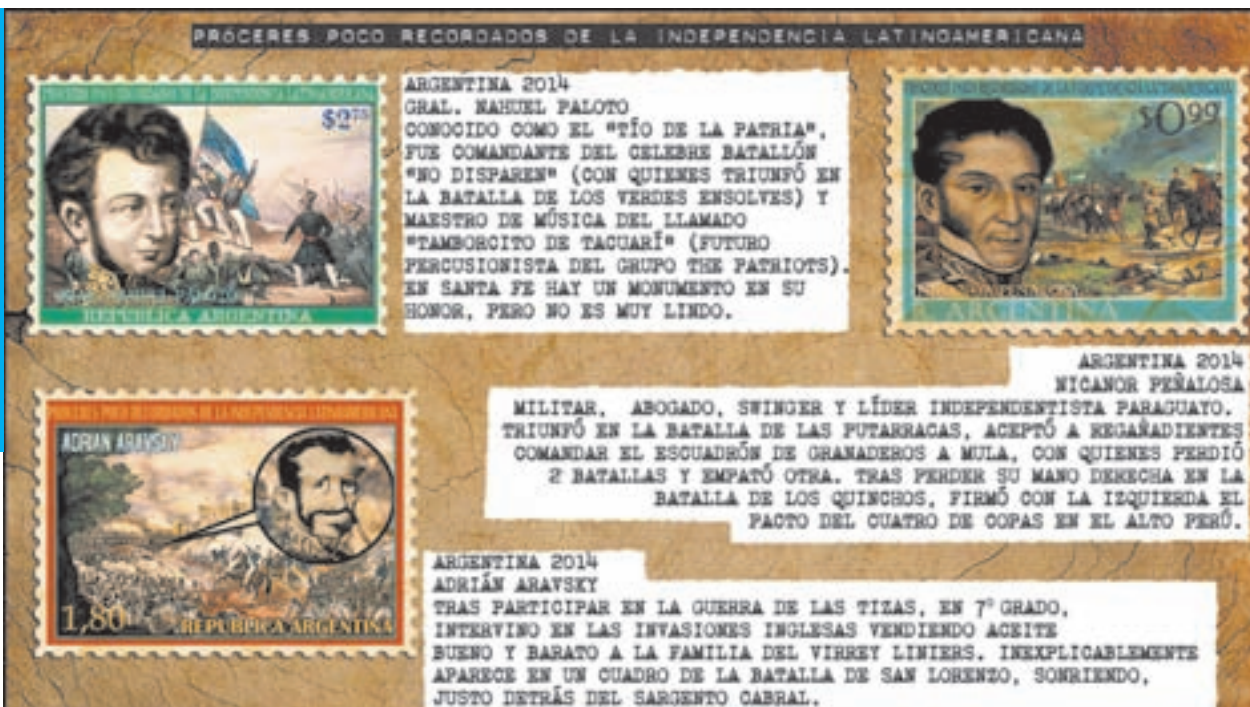 PRÓCERES POCO RECORDADOS DE LA INDEPENDENCIA LATINOAMERICANA
$2.75
REPÚBLICA ARGENTINA
ARGENTINA 2014
GRAL. NAHUEL PALOTO
CONOCIDO COMO EL "TÍO DE LA PATRIA",
FUE COMANDANTE DEL CELEBRE BATALLÓN
"NO DISPAREN" (CON QUIENES TRIUNFÓ EN
LA BATALLA DE LOS VERDES ENSOLVES) Y
MAESTRO DE MÚSICA DEL LLAMADO
"TAMBORCITO DE TACUARÍ" (FUTURO
PERCUSIONISTA DEL GRUPO THE PATRIOTS).
EN SANTA FE HAY UN MONUMENTO EN SU
HONOR, PERO NO ES MUY LINDO.
$0.99
ARGENTINA
ARGENTINA 2014
NICANOR PEÑALOSA
MILITAR, ABOGADO, SWINGER Y LÍDER INDEPENDENTISTA PARAGUAYO.
TRIUNFÓ EN LA BATALLA DE LAS PUTARRACAS, ACEPTÓ A REGAÑADIENTES
COMANDAR EL ESCUADRÓN DE GRANADEROS A MULA, CON QUIENES PERDIÓ
2 BATALLAS Y EMPATÓ OTRA. TRAS PERDER SU MANO DERECHA EN LA
BATALLA DE LOS QUINCHOS, FIRMÓ CON LA IZQUIERDA EL
PACTO DEL CUATRO DE COPAS EN EL ALTO PERÚ.
ADRIÁN ARAVSKY
1,80
REPÚBLICA ARGENTINA
ARGENTINA 2014
ADRIÁN ARAVSKY
TRAS PARTICIPAR EN LA GUERRA DE LAS TIZAS, EN 7º GRADO,
INTERVINO EN LAS INVASIONES INGLESAS VENDIENDO ACEITE
BUENO Y BARATO A LA FAMILIA DEL VIRREY LINIERS. INEXPLICABLEMENTE
APARECE EN UN CUADRO DE LA BATALLA DE SAN LORENZO, SONRIENDO,
JUSTO DETRÁS DEL SARGENTO CABRAL.